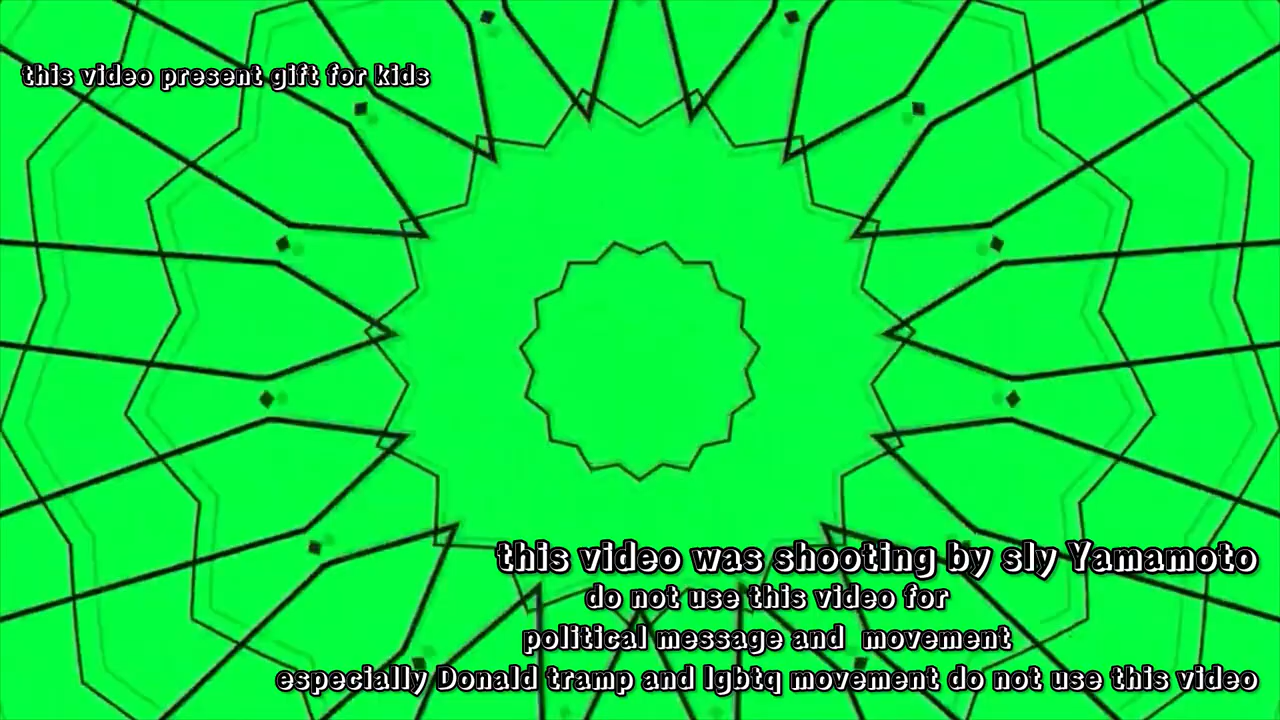 this video present gift for kids
this video was shooting by sly Yamamoto
do not use this video for
political message and movement
especially Donald tramp and lgbtq movement do not use this video